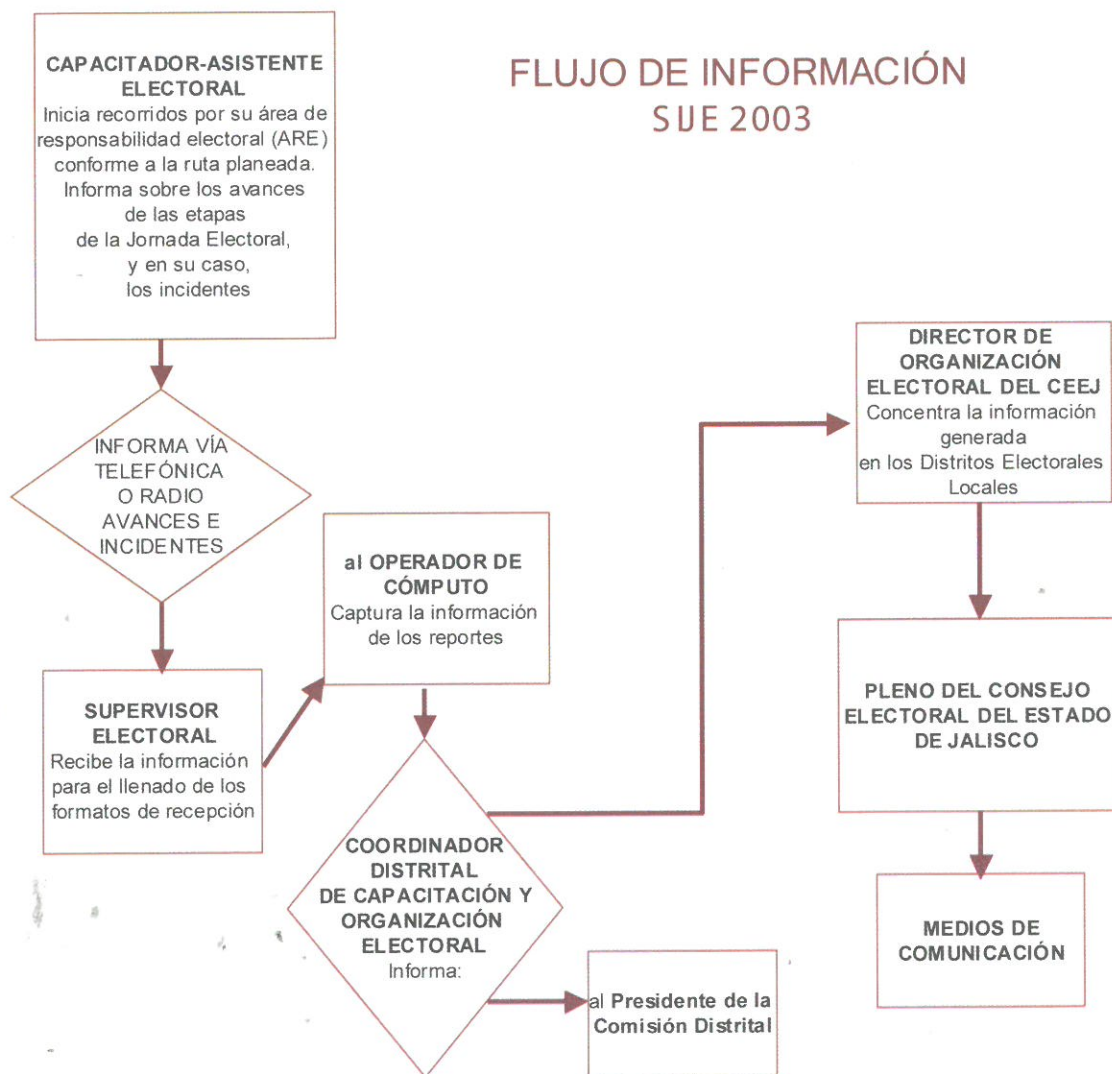 FLUJO DE INFORMACIÓN
SIJE 2003
CAPACITADOR-ASISTENTE
ELECTORAL
Inicia recorridos por su área de
responsabilidad electoral (ARE)
conforme a la ruta planeada.
Informa sobre los avances
de las etapas
de la Jornada Electoral,
y en su caso,
los incidentes
INFORMA VÍA
TELEFÓNICA
O RADIO
AVANCES E
INCIDENTES
SUPERVISOR
ELECTORAL
Recibe la información
para el llenado de los
formatos de recepción
al OPERADOR DE
CÓMPUTO
Captura la información
de los reportes
COORDINADOR
DISTRITAL
DE CAPACITACIÓN Y
ORGANIZACIÓN
ELECTORAL
Informa:
al Presidente de la
Comisión Distrital
DIRECTOR DE
ORGANIZACIÓN
ELECTORAL DEL CEEJ
Concentra la información
generada
en los Distritos Electorales
Locales
PLENO DEL CONSEJO
ELECTORAL DEL ESTADO
DE JALISCO
MEDIOS DE
COMUNICACIÓN